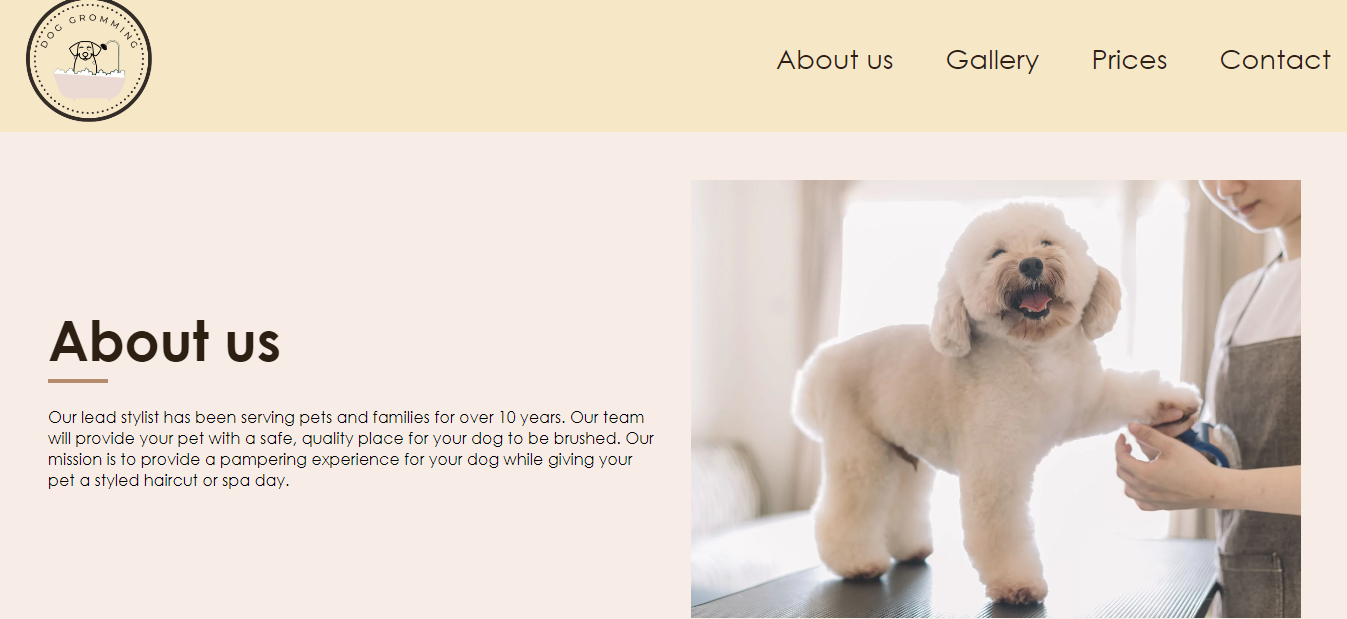 DOG GROMMING
About us Gallery Prices Contact
About us
Our lead stylist has been serving pets and families for over 10 years. Our team
will provide your pet with a safe, quality place for your dog to be brushed. Our
mission is to provide a pampering experience for your dog while giving your
pet a styled haircut or spa day.